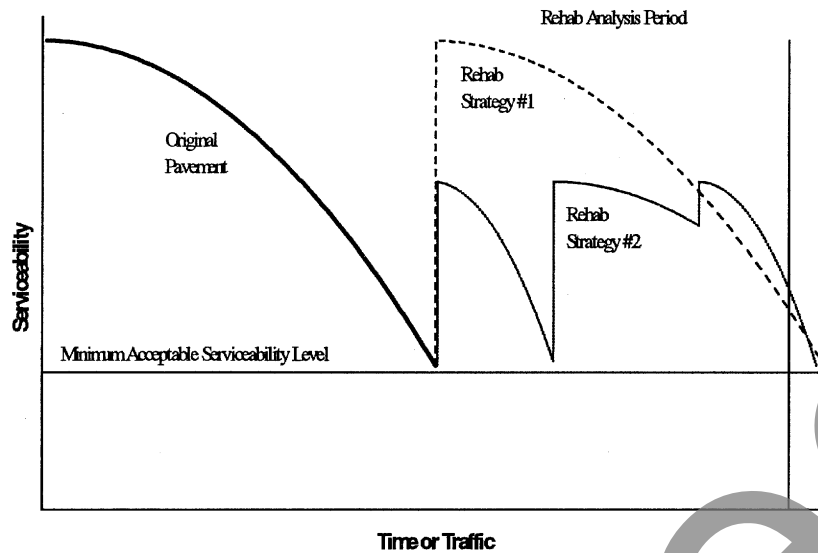 Rehab Analysis Period
Rehab
Strategy #1
Original
Pavement
Rehab
Strategy #2
Serviceability
Minimum Acceptable Serviceability Level
Time or Traffic